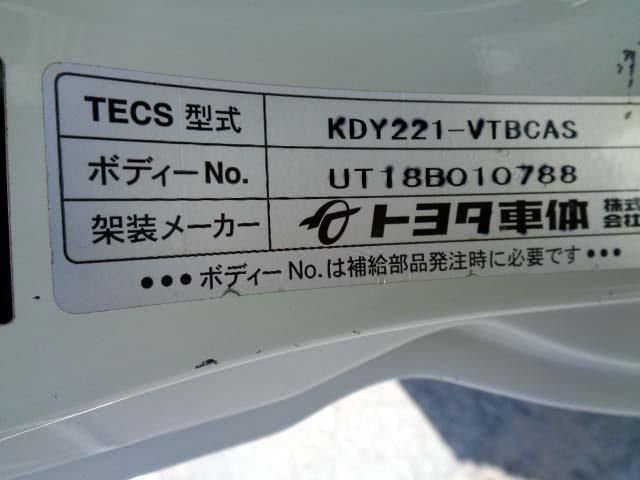 TECS 型式 KDY221-VTBCAS
ボディーNo. UT18B010788
架装メーカー トヨタ車体 株式会社
•••ボディーNo.は補給部品発注時に必要です•••